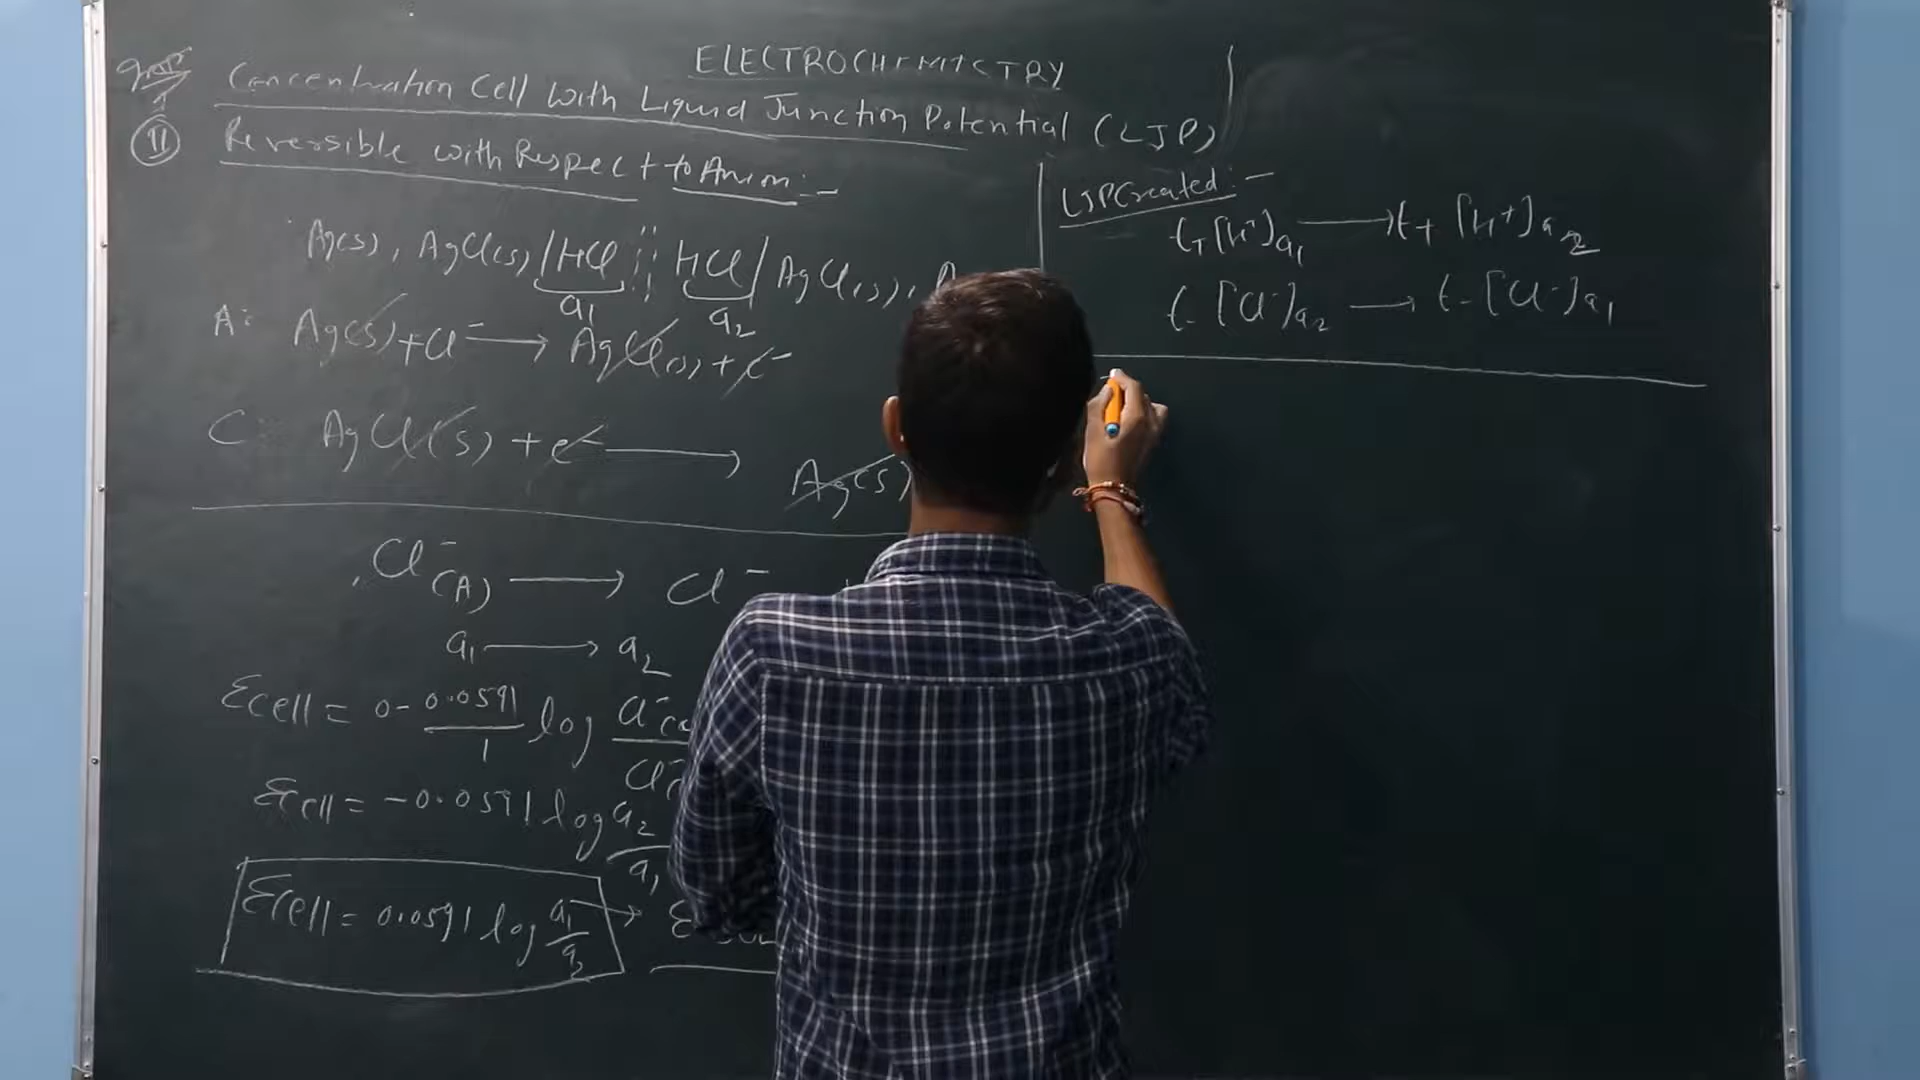 ELECTROCHEMISTRY
Concentration Cell with Liquid Junction Potential (LJP)
(II) Reversible with Respect to Anion:-
Ag(s), AgCl(s) / HCl ¦¦ HCl / AgCl(s),
a₁ a₂
A: Ag(s) + Cl⁻ → AgCl(s) + e⁻
C: AgCl(s) + e⁻ → Ag(s)
Cl⁻(A) → Cl⁻
a₁ → a₂
Ecell = 0 - 0.0591/1 log
Ecell = -0.0591 log a₂/a₁
Ecell = 0.0591 log a₁/a₂ →
LJP Created:-
t₊[H⁺]a₁ → t₊[H⁺]a₂
t₋[Cl⁻]a₂ → t₋[Cl⁻]a₁